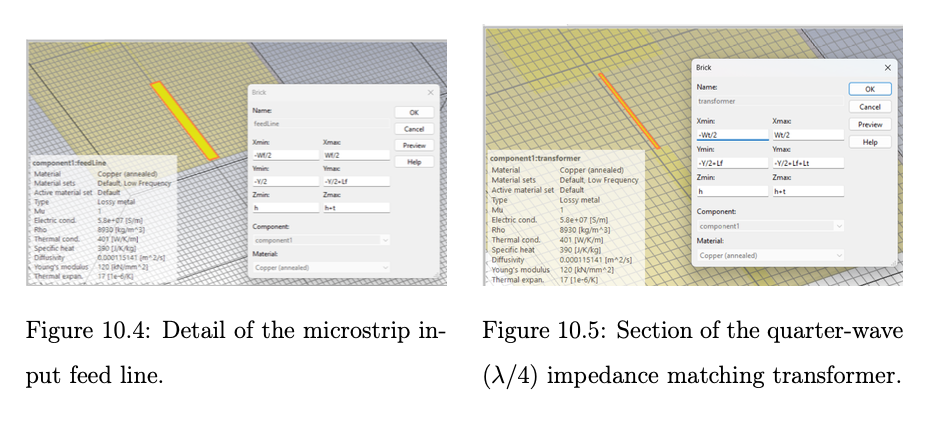 Brick
Name:
feedLine
Xmin: Xmax:
-Wf/2 Wf/2
Ymin: Ymax:
-Y/2 -Y/2+Lf
Zmin: Zmax:
h h+t
Component:
component1
Material:
Copper (annealed)
OK
Cancel
Preview
Help
component1:feedLine
Material Copper (annealed)
Material sets Default, Low Frequency
Active material set Default
Type Lossy metal
Mu 1
Electric cond. 5.8e+07 [S/m]
Rho 8930 [kg/m^3]
Thermal cond. 401 [W/K/m]
Specific heat 390 [J/K/kg]
Diffusivity 0.000115141 [m^2/s]
Young's modulus 120 [kN/mm^2]
Thermal expan. 17 [1e-6/K]
Figure 10.4: Detail of the microstrip in-
put feed line.
Brick
Name:
transformer
Xmin: Xmax:
-Wt/2 Wt/2
Ymin: Ymax:
-Y/2+Lf -Y/2+Lf+Lt
Zmin: Zmax:
h h+t
Component:
component1
Material:
Copper (annealed)
OK
Cancel
Preview
Help
component1:transformer
Material Copper (annealed)
Material sets Default, Low Frequency
Active material set Default
Type Lossy metal
Mu 1
Electric cond. 5.8e+07 [S/m]
Rho 8930 [kg/m^3]
Thermal cond. 401 [W/K/m]
Specific heat 390 [J/K/kg]
Diffusivity 0.000115141 [m^2/s]
Young's modulus 120 [kN/mm^2]
Thermal expan. 17 [1e-6/K]
Figure 10.5: Section of the quarter-wave
(λ/4) impedance matching transformer.